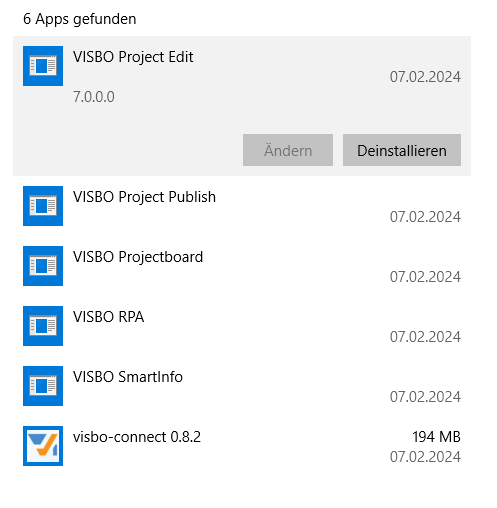 6 Apps gefunden
VISBO Project Edit
07.02.2024
7.0.0.0
Ändern
Deinstallieren
VISBO Project Publish
07.02.2024
VISBO Projectboard
07.02.2024
VISBO RPA
07.02.2024
VISBO SmartInfo
07.02.2024
visbo-connect 0.8.2
194 MB
07.02.2024